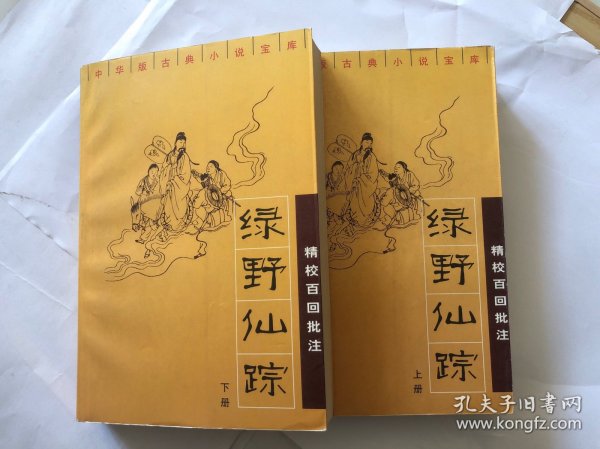 中华版古典小说宝库
绿野仙踪
下册
精校百回批注
版古典小说宝库
绿野仙踪
上册
精校百回批注
孔夫子旧书网
www.kongfz.com